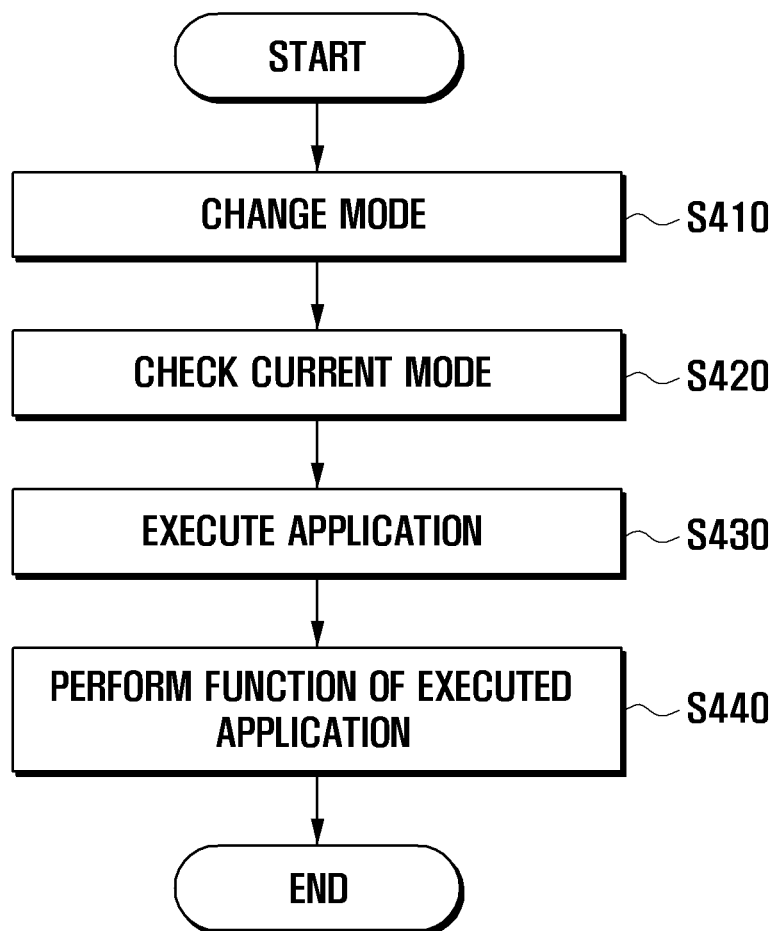 START
CHANGE MODE
S410
CHECK CURRENT MODE
S420
EXECUTE APPLICATION
S430
PERFORM FUNCTION OF EXECUTED
APPLICATION
S440
END